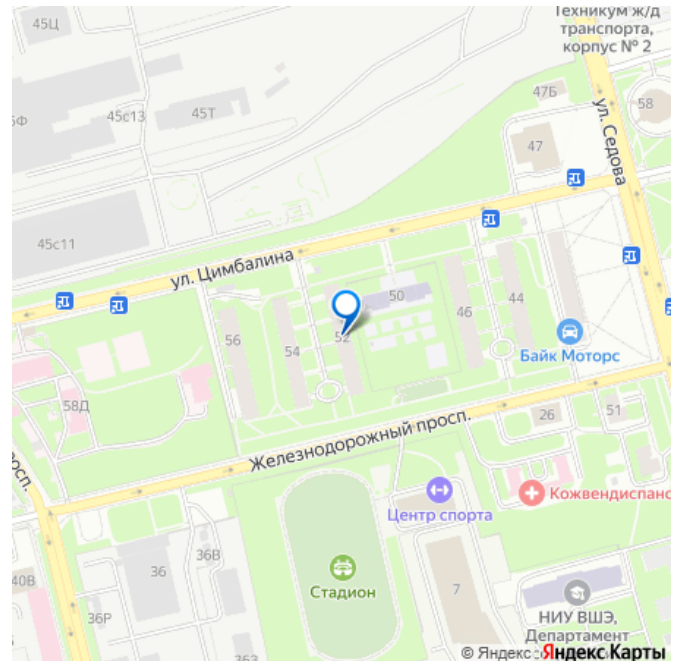 Техникум ж/д
транспорта,
корпус № 2
45Ц
47Б
ул. Седова
58
45с13
45Т
47
45с11
ул. Цимбалина
50
56
54
52
46
44
Байк Моторс
58Д
26
51
Железнодорожный просп.
Кожвендиспанс
Центр спорта
36В
36
40В
Стадион
7
36Р
НИУ ВШЭ,
Департамент
© Яндекс
Яндекс Карты